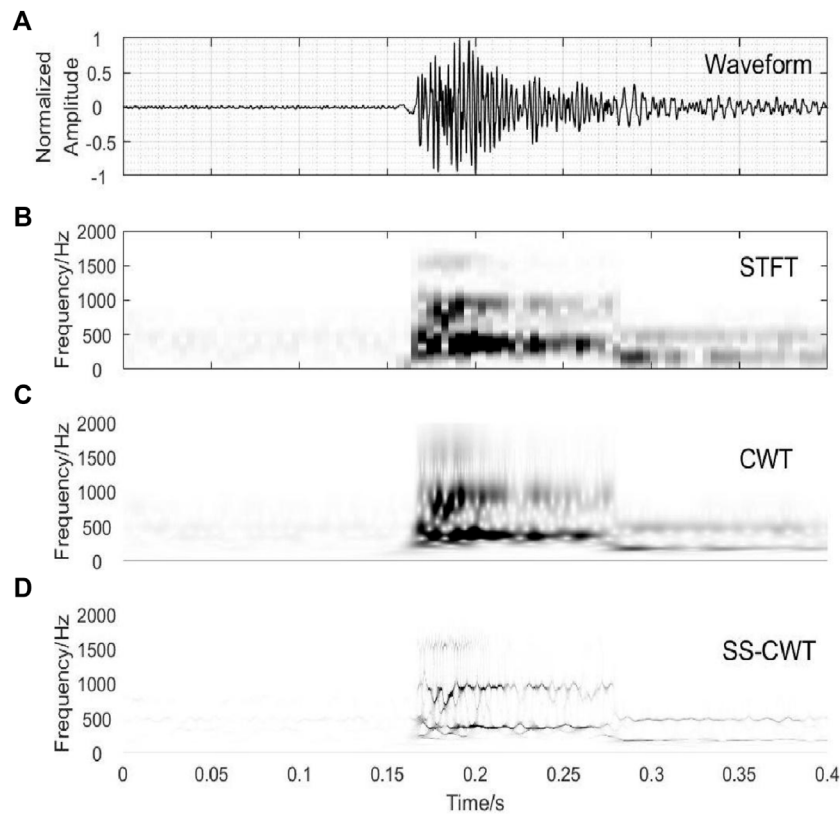 A
Normalized
Amplitude
1
0.5
0
-0.5
-1
Waveform
B
Frequency/Hz
2000
1500
1000
500
0
STFT
C
Frequency/Hz
2000
1500
1000
500
0
CWT
D
Frequency/Hz
2000
1500
1000
500
0
SS-CWT
0 0.05 0.1 0.15 0.2 0.25 0.3 0.35 0.4
Time/s